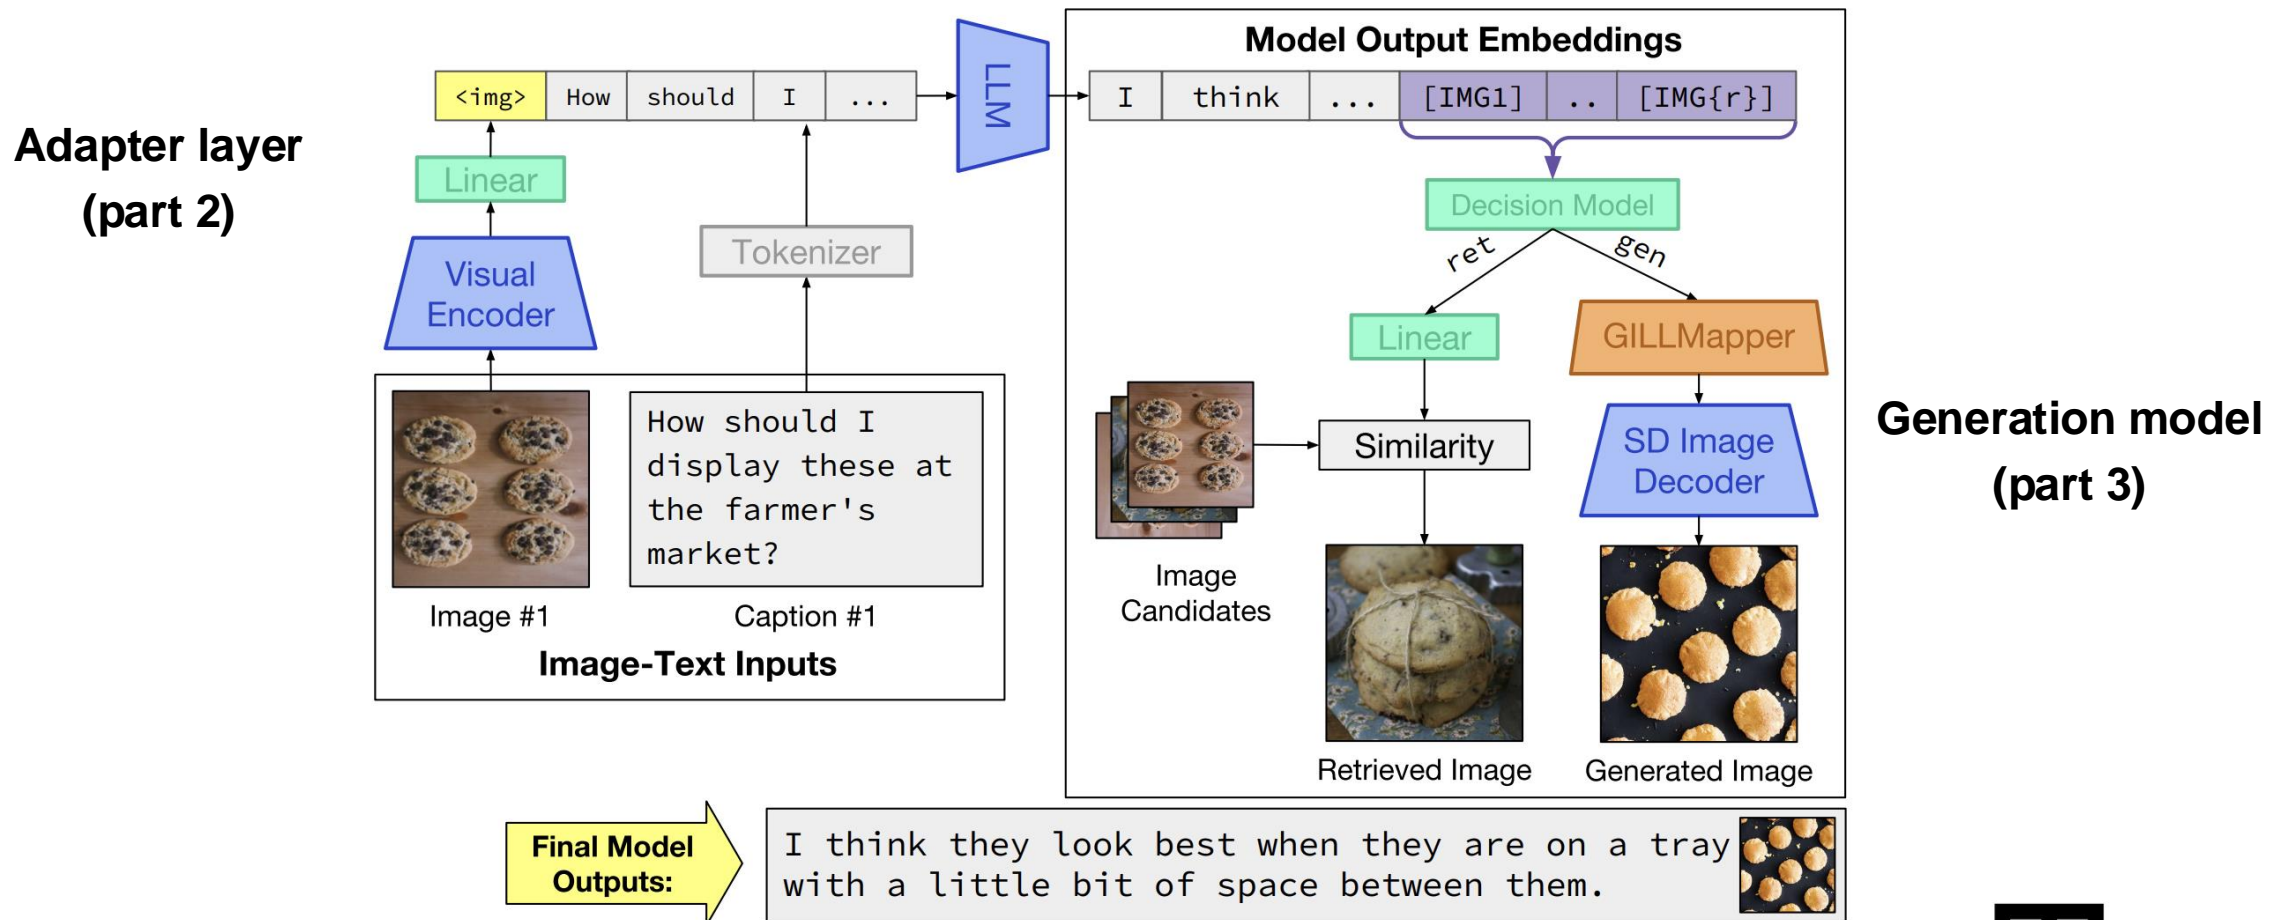 Model Output Embeddings
<img> How should I ...
LLM
I think ... [IMG1] .. [IMG{r}]
Adapter layer
(part 2)
Linear
Decision Model
Tokenizer
ret
gen
Visual
Encoder
Linear
GILLMapper
How should I
display these at
the farmer's
market?
Similarity
SD Image
Decoder
Generation model
(part 3)
Image
Candidates
Image #1
Caption #1
Image-Text Inputs
Retrieved Image
Generated Image
Final Model
Outputs:
I think they look best when they are on a tray
with a little bit of space between them.